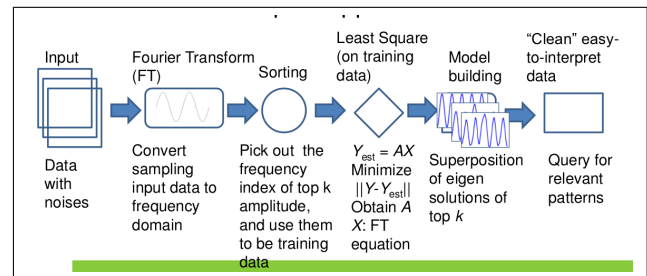 Input
Data
with
noises
Fourier Transform
(FT)
Convert
sampling
input data to
frequency
domain
Sorting
Pick out the
frequency
index of top k
amplitude,
and use them
to be training
data
Least Square
(on training
data)
Yest = AX
Minimize
||Y-Yest||
Obtain A
X: FT
equation
Model
building
Superposition
of eigen
solutions of
top k
“Clean” easy-
to-interpret
data
Query for
relevant
patterns